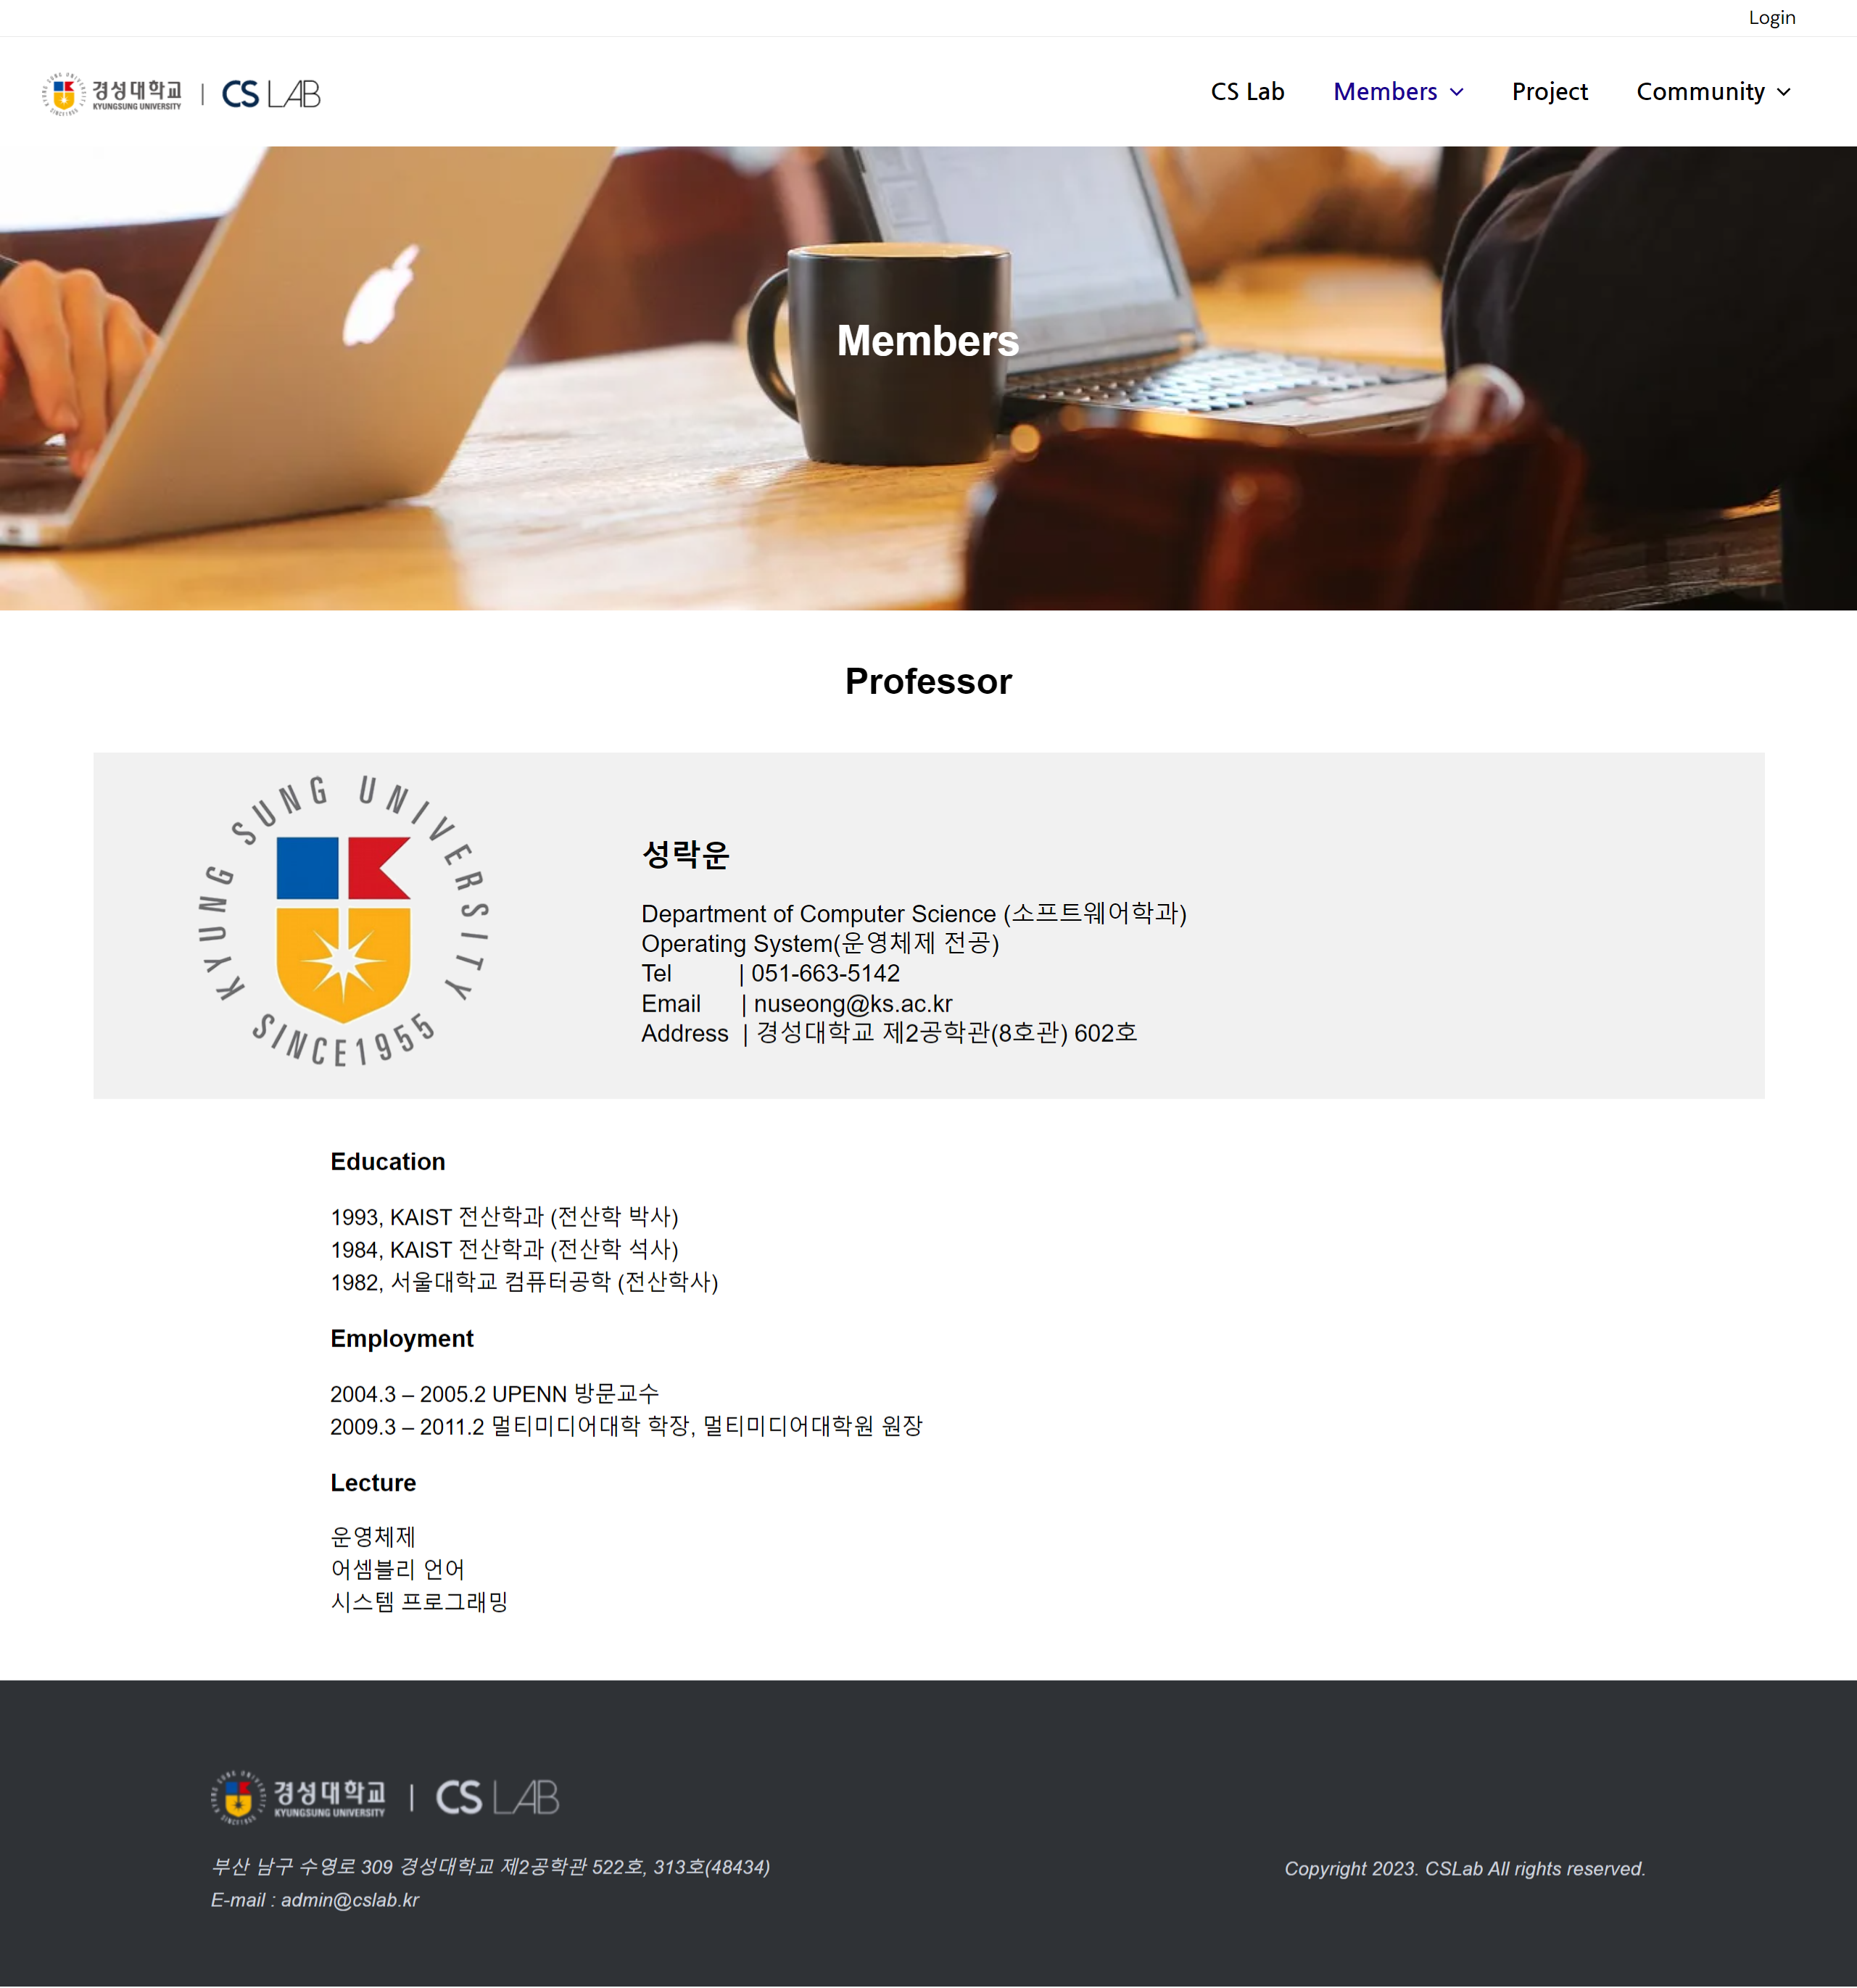 Login
경성대학교
KYUNGSUNG UNIVERSITY
CS LAB
CS Lab
Members
Project
Community
Members
Professor
KYUNG SUNG UNIVERSITY
SINCE1955
성락운
Department of Computer Science (소프트웨어학과)
Operating System(운영체제 전공)
Tel | 051-663-5142
Email | nuseong@ks.ac.kr
Address | 경성대학교 제2공학관(8호관) 602호
Education
1993, KAIST 전산학과 (전산학 박사)
1984, KAIST 전산학과 (전산학 석사)
1982, 서울대학교 컴퓨터공학 (전산학사)
Employment
2004.3 – 2005.2 UPENN 방문교수
2009.3 – 2011.2 멀티미디어대학 학장, 멀티미디어대학원 원장
Lecture
운영체제
어셈블리 언어
시스템 프로그래밍
경성대학교
KYUNGSUNG UNIVERSITY
CS LAB
부산 남구 수영로 309 경성대학교 제2공학관 522호, 313호(48434)
E-mail : admin@cslab.kr
Copyright 2023. CSLab All rights reserved.